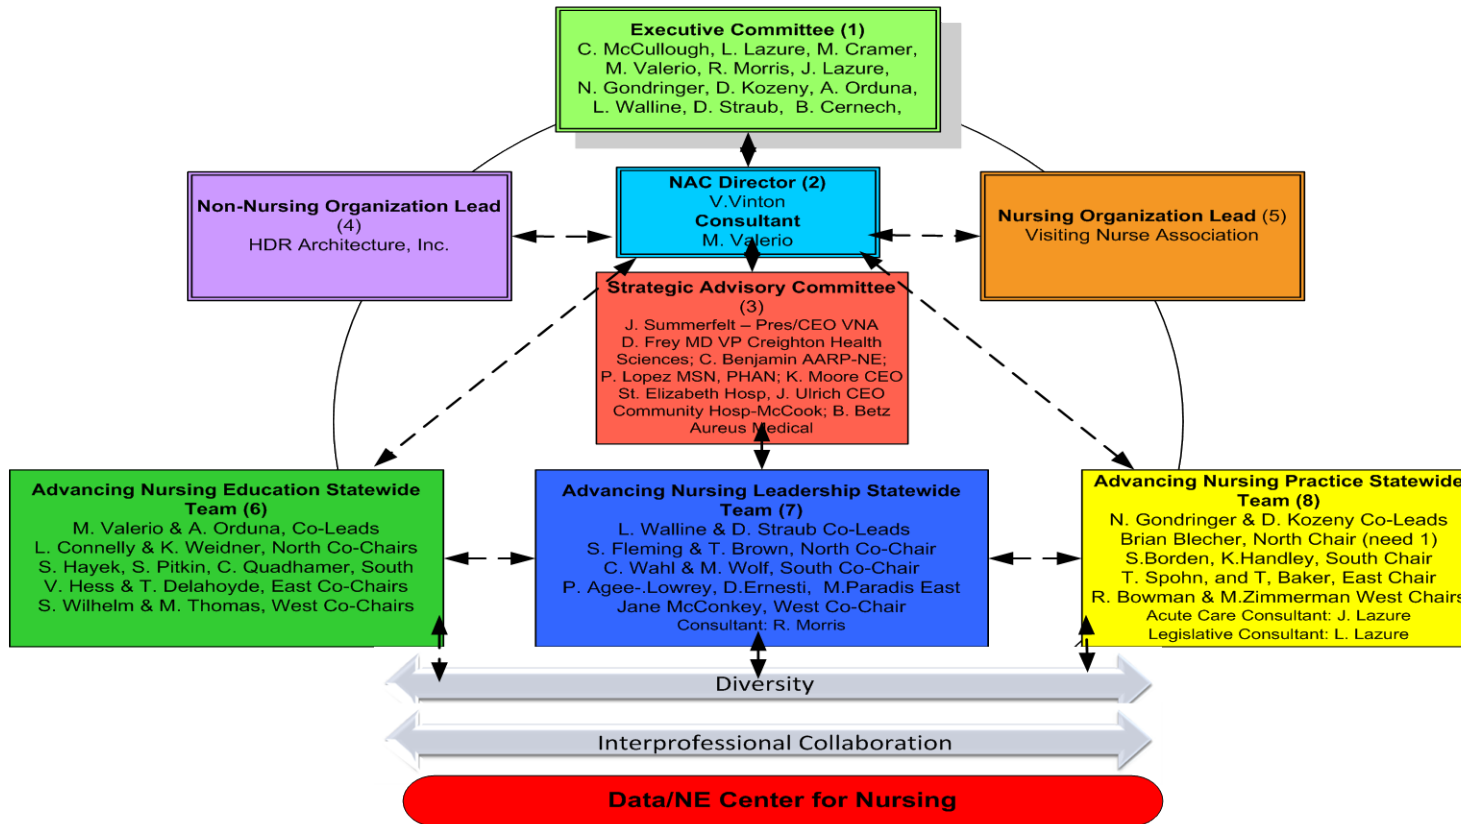 Executive Committee (1)
C. McCullough, L. Lazure, M. Cramer,
M. Valerio, R. Morris, J. Lazure,
N. Gondringer, D. Kozeny, A. Orduna,
L. Walline, D. Straub, B. Cernech,
Non-Nursing Organization Lead
(4)
HDR Architecture, Inc.
NAC Director (2)
V.Vinton
Consultant
M. Valerio
Nursing Organization Lead (5)
Visiting Nurse Association
Strategic Advisory Committee
(3)
J. Summerfelt – Pres/CEO VNA
D. Frey MD VP Creighton Health
Sciences; C. Benjamin AARP-NE;
P. Lopez MSN, PHAN; K. Moore CEO
St. Elizabeth Hosp, J. Ulrich CEO
Community Hosp-McCook; B. Betz
Aureus Medical
Advancing Nursing Education Statewide
Team (6)
M. Valerio & A. Orduna, Co-Leads
L. Connelly & K. Weidner, North Co-Chairs
S. Hayek, S. Pitkin, C. Quadhamer, South
V. Hess & T. Delahoyde, East Co-Chairs
S. Wilhelm & M. Thomas, West Co-Chairs
Advancing Nursing Leadership Statewide
Team (7)
L. Walline & D. Straub Co-Leads
S. Fleming & T. Brown, North Co-Chair
C. Wahl & M. Wolf, South Co-Chair
P. Agee-.Lowrey, D.Ernesti, M.Paradis East
Jane McConkey, West Co-Chair
Consultant: R. Morris
Advancing Nursing Practice Statewide
Team (8)
N. Gondringer & D. Kozeny Co-Leads
Brian Blecher, North Chair (need 1)
S.Borden, K.Handley, South Chair
T. Spohn, and T, Baker, East Chair
R. Bowman & M.Zimmerman West Chairs
Acute Care Consultant: J. Lazure
Legislative Consultant: L. Lazure
Diversity
Interprofessional Collaboration
Data/NE Center for Nursing